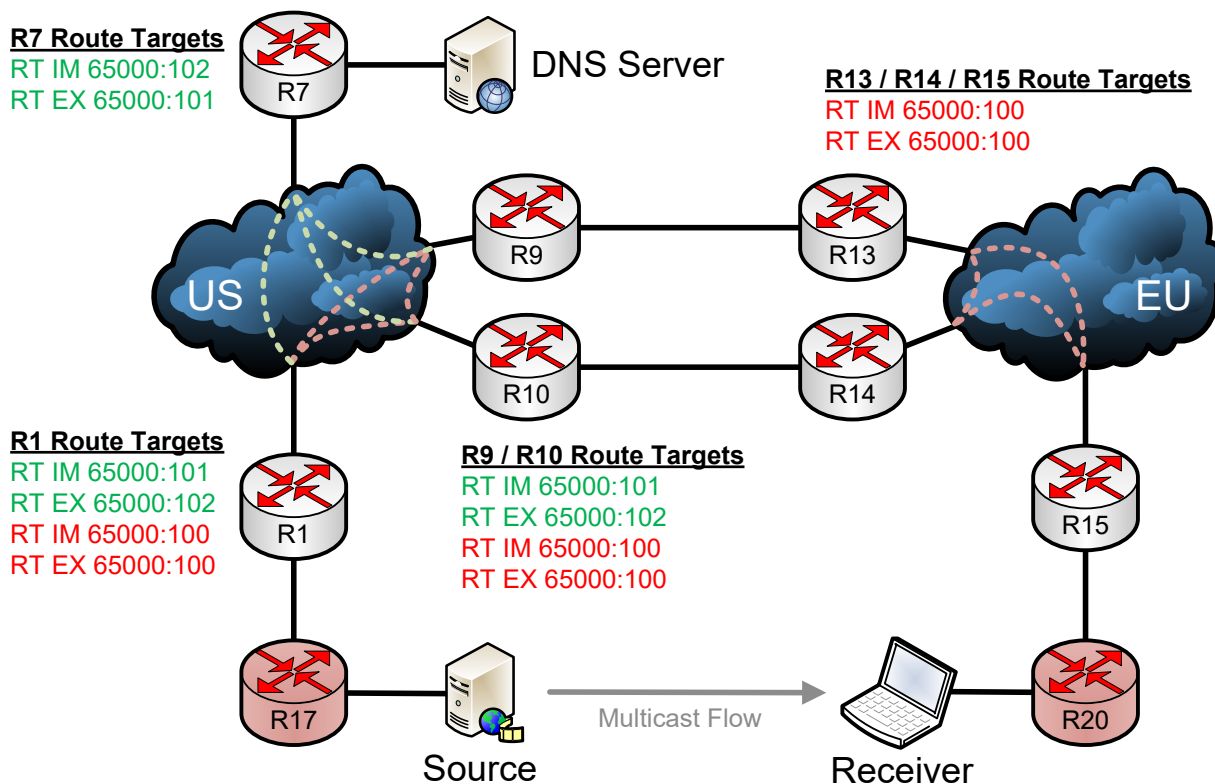 R7 Route Targets
RT IM 65000:102
RT EX 65000:101
R7
DNS Server
R13 / R14 / R15 Route Targets
RT IM 65000:100
RT EX 65000:100
US
R9
R13
EU
R10
R14
R1 Route Targets
RT IM 65000:101
RT EX 65000:102
RT IM 65000:100
RT EX 65000:100
R1
R9 / R10 Route Targets
RT IM 65000:101
RT EX 65000:102
RT IM 65000:100
RT EX 65000:100
R15
R17
Source
Multicast Flow
Receiver
R20